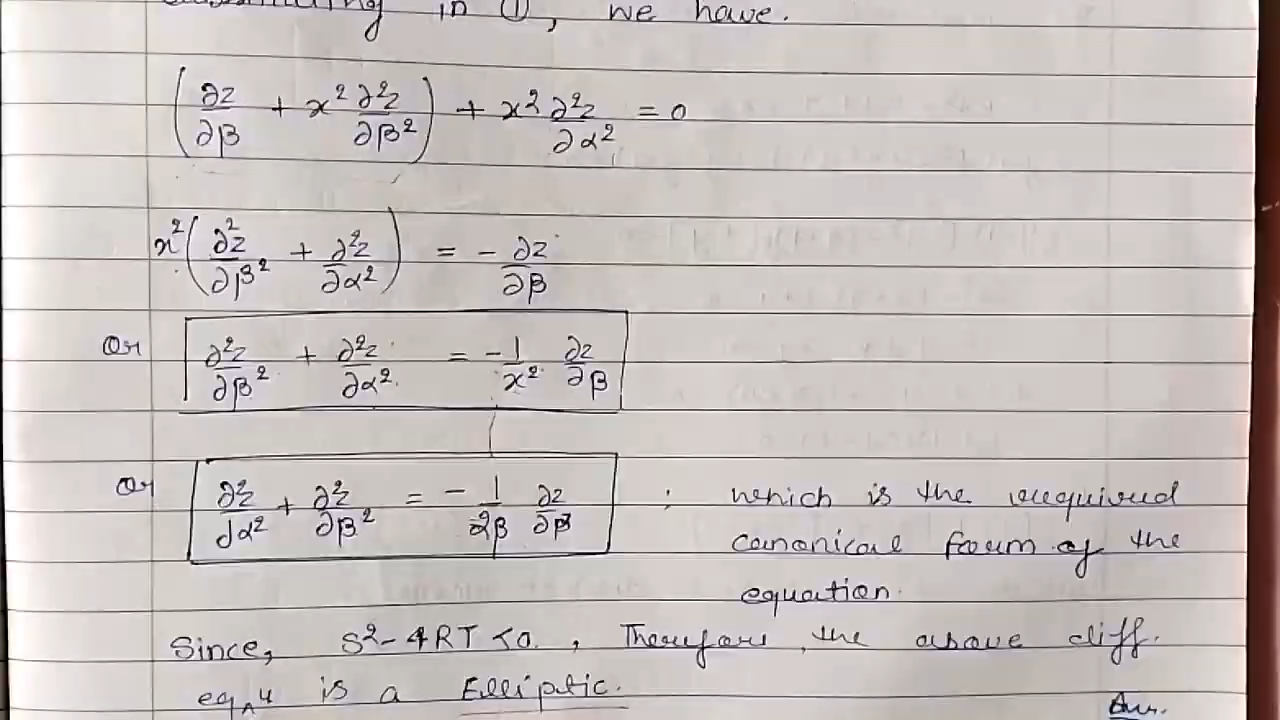 in ①, we have.
(∂z/∂β + x² ∂²z/∂β²) + x² ∂²z/∂α² = 0
x² (∂²z/∂β² + ∂²z/∂α²) = - ∂z/∂β
Or ∂²z/∂β² + ∂²z/∂α² = - 1/x² ∂z/∂β
Or ∂²z/∂α² + ∂²z/∂β² = - 1/2β ∂z/∂β : which is the required
canonical form of the
equation.
Since, S²-4RT <0. , Therefore, the above diff.
eqn 4 is a Elliptic.
Ans.